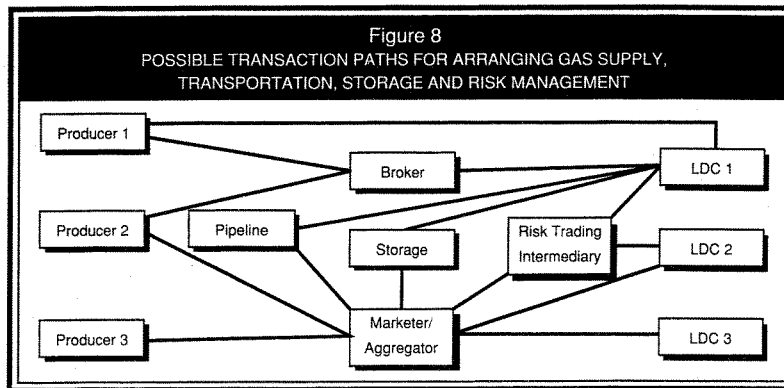 Figure 8
POSSIBLE TRANSACTION PATHS FOR ARRANGING GAS SUPPLY,
TRANSPORTATION, STORAGE AND RISK MANAGEMENT
Producer 1
Broker
LDC 1
Producer 2
Pipeline
Storage
Risk Trading
Intermediary
LDC 2
Producer 3
Marketer/
Aggregator
LDC 3